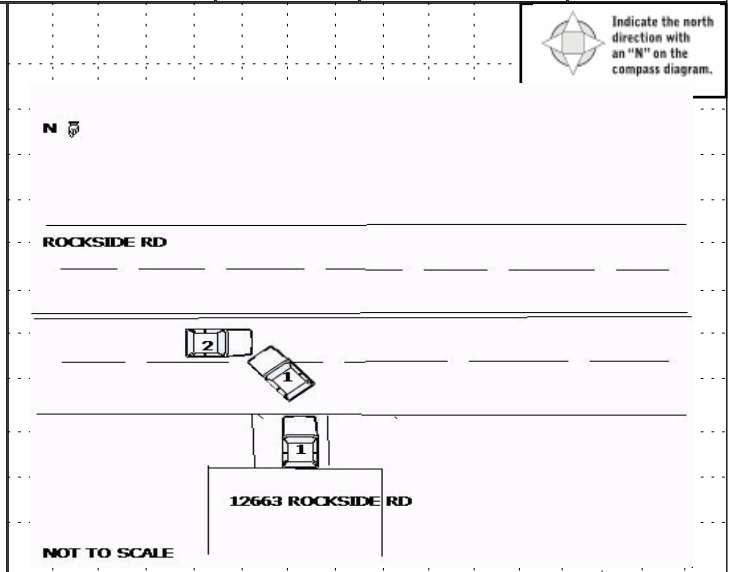 Indicate the north
direction with
an “N” on the
compass diagram.
N
ROCKSIDE RD
2
1
1
12663 ROCKSIDE RD
NOT TO SCALE